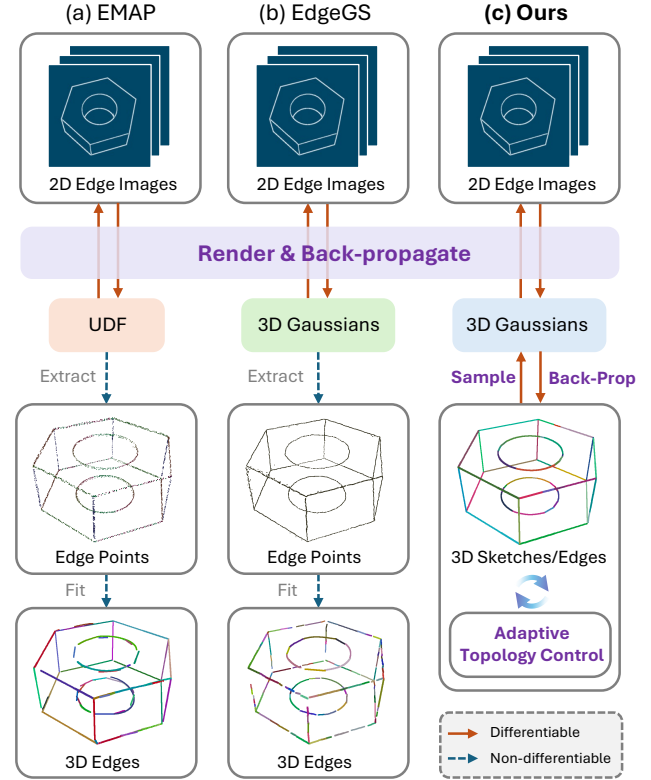 (a) EMAP
(b) EdgeGS
(c) Ours
2D Edge Images
2D Edge Images
2D Edge Images
Render & Back-propagate
UDF
3D Gaussians
3D Gaussians
Extract
Extract
Sample
Back-Prop
Edge Points
Edge Points
3D Sketches/Edges
Fit
Fit
Adaptive
Topology Control
3D Edges
3D Edges
Differentiable
Non-differentiable